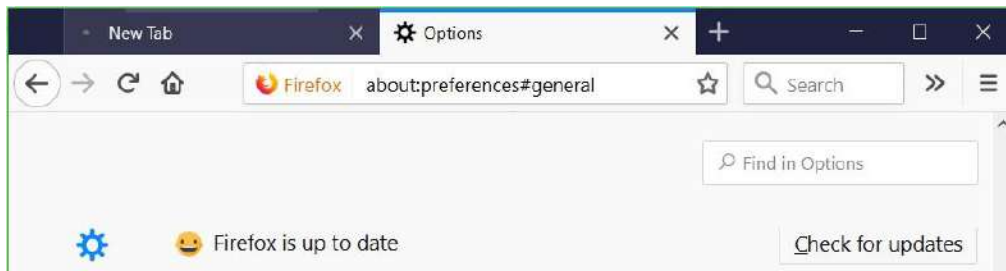 New Tab
Options
Firefox about:preferences#general
Search
Find in Options
Firefox is up to date
Check for updates